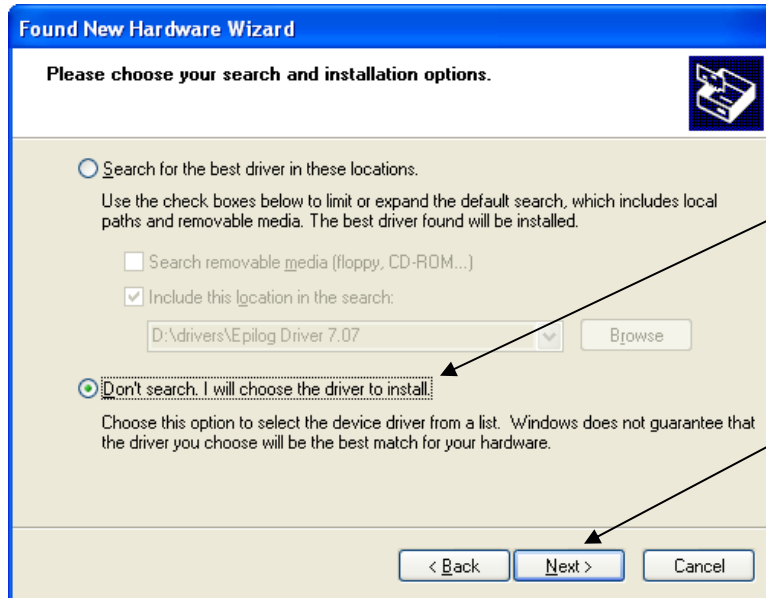 Found New Hardware Wizard
Please choose your search and installation options.
Search for the best driver in these locations.
Use the check boxes below to limit or expand the default search, which includes local
paths and removable media. The best driver found will be installed.
Search removable media (floppy, CD-ROM...)
Include this location in the search:
D:\drivers\Epilog Driver 7.07
Browse
Don't search. I will choose the driver to install.
Choose this option to select the device driver from a list. Windows does not guarantee that
the driver you choose will be the best match for your hardware.
< Back Next > Cancel